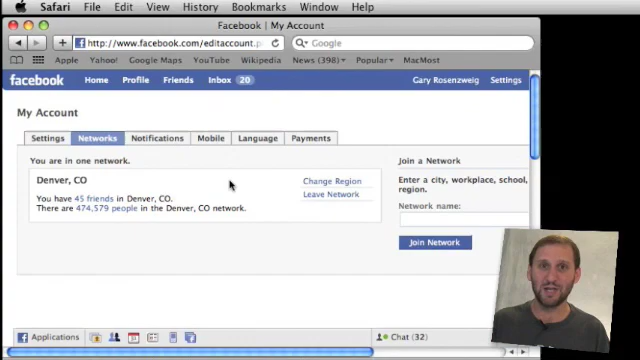 Safari File Edit View History Bookmarks Window Help
Facebook | My Account
http://www.facebook.com/editaccount.p
Google
Apple Yahoo! Google Maps YouTube Wikipedia News (398) Popular MacMost
facebook Home Profile Friends Inbox 20 Gary Rosenzweig Settings
My Account
Settings Networks Notifications Mobile Language Payments
You are in one network.
Denver, CO
Change Region
Leave Network
You have 45 friends in Denver, CO.
There are 474,579 people in the Denver, CO network.
Join a Network
Enter a city, workplace, school,
region.
Network name:
Join Network
Applications
Chat (32)